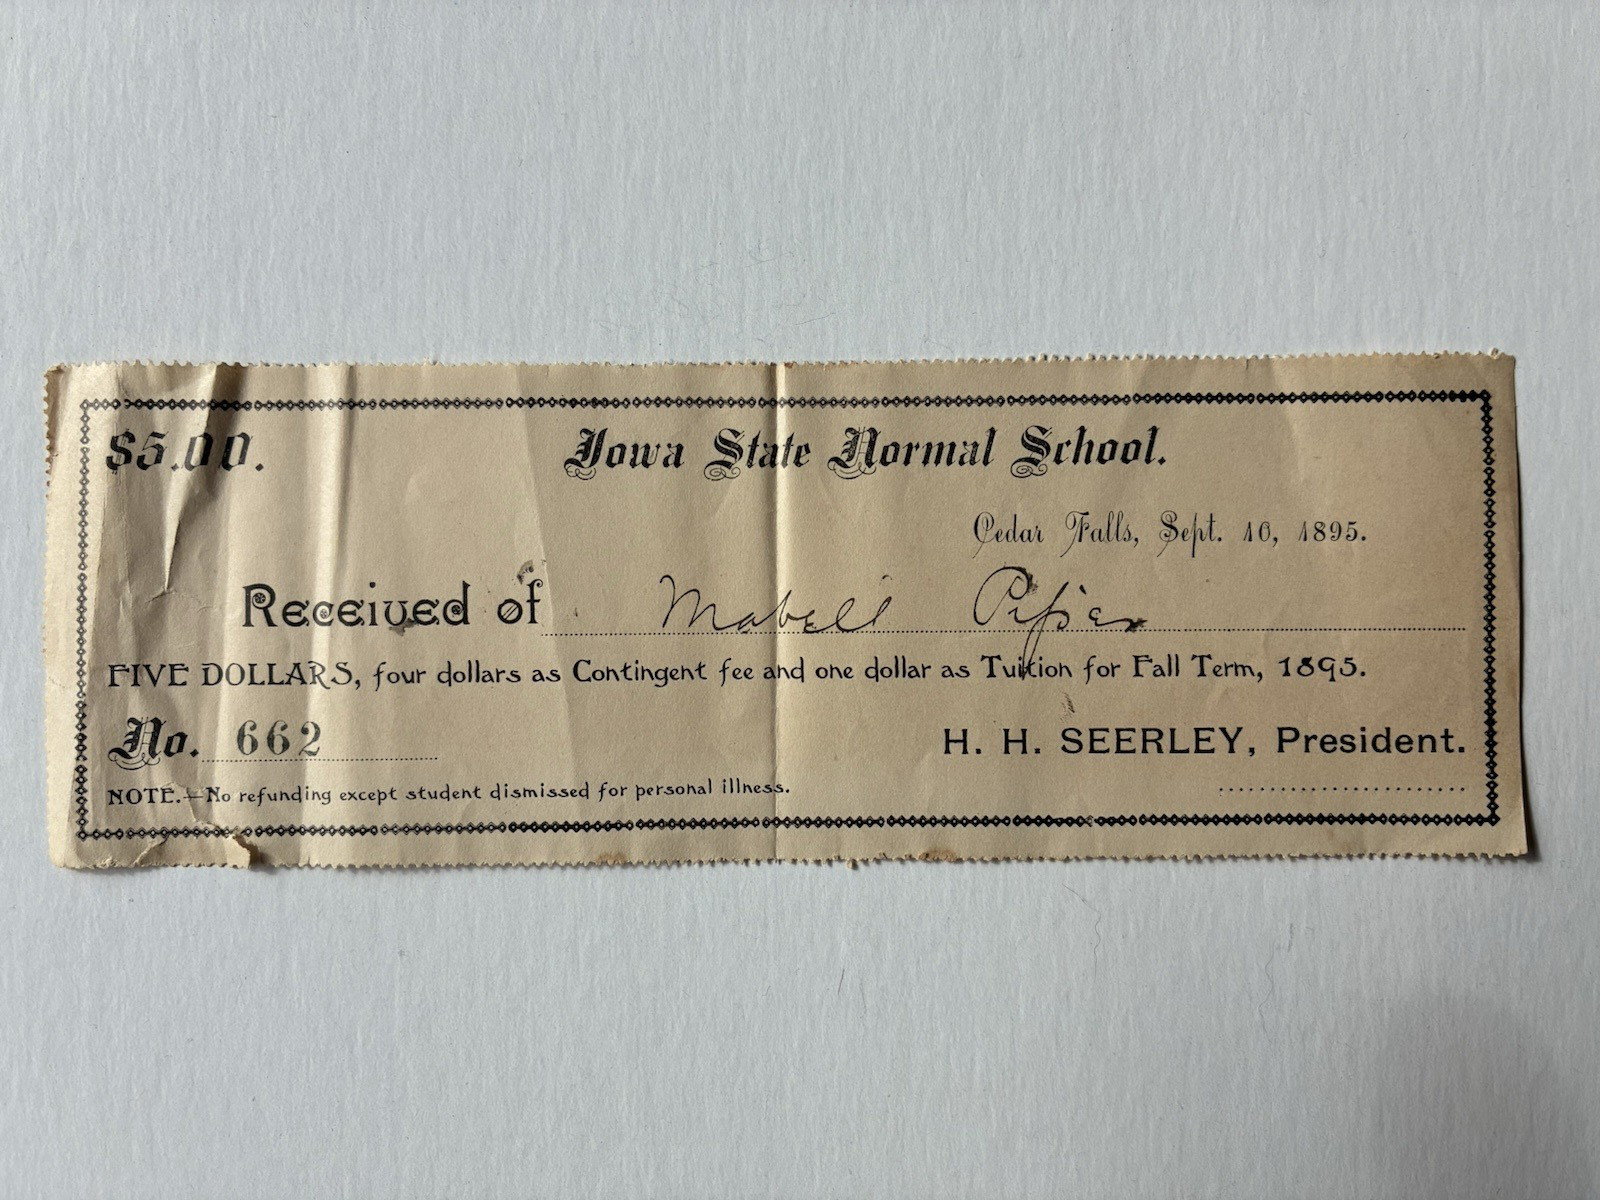 $5.00. Iowa State Normal School.
Cedar Falls, Sept. 10, 1895.
Received of Mabell Piper
FIVE DOLLARS, four dollars as Contingent fee and one dollar as Tuition for Fall Term, 1895.
No. 662 H. H. SEERLEY, President.
NOTE.—No refunding except student dismissed for personal illness.